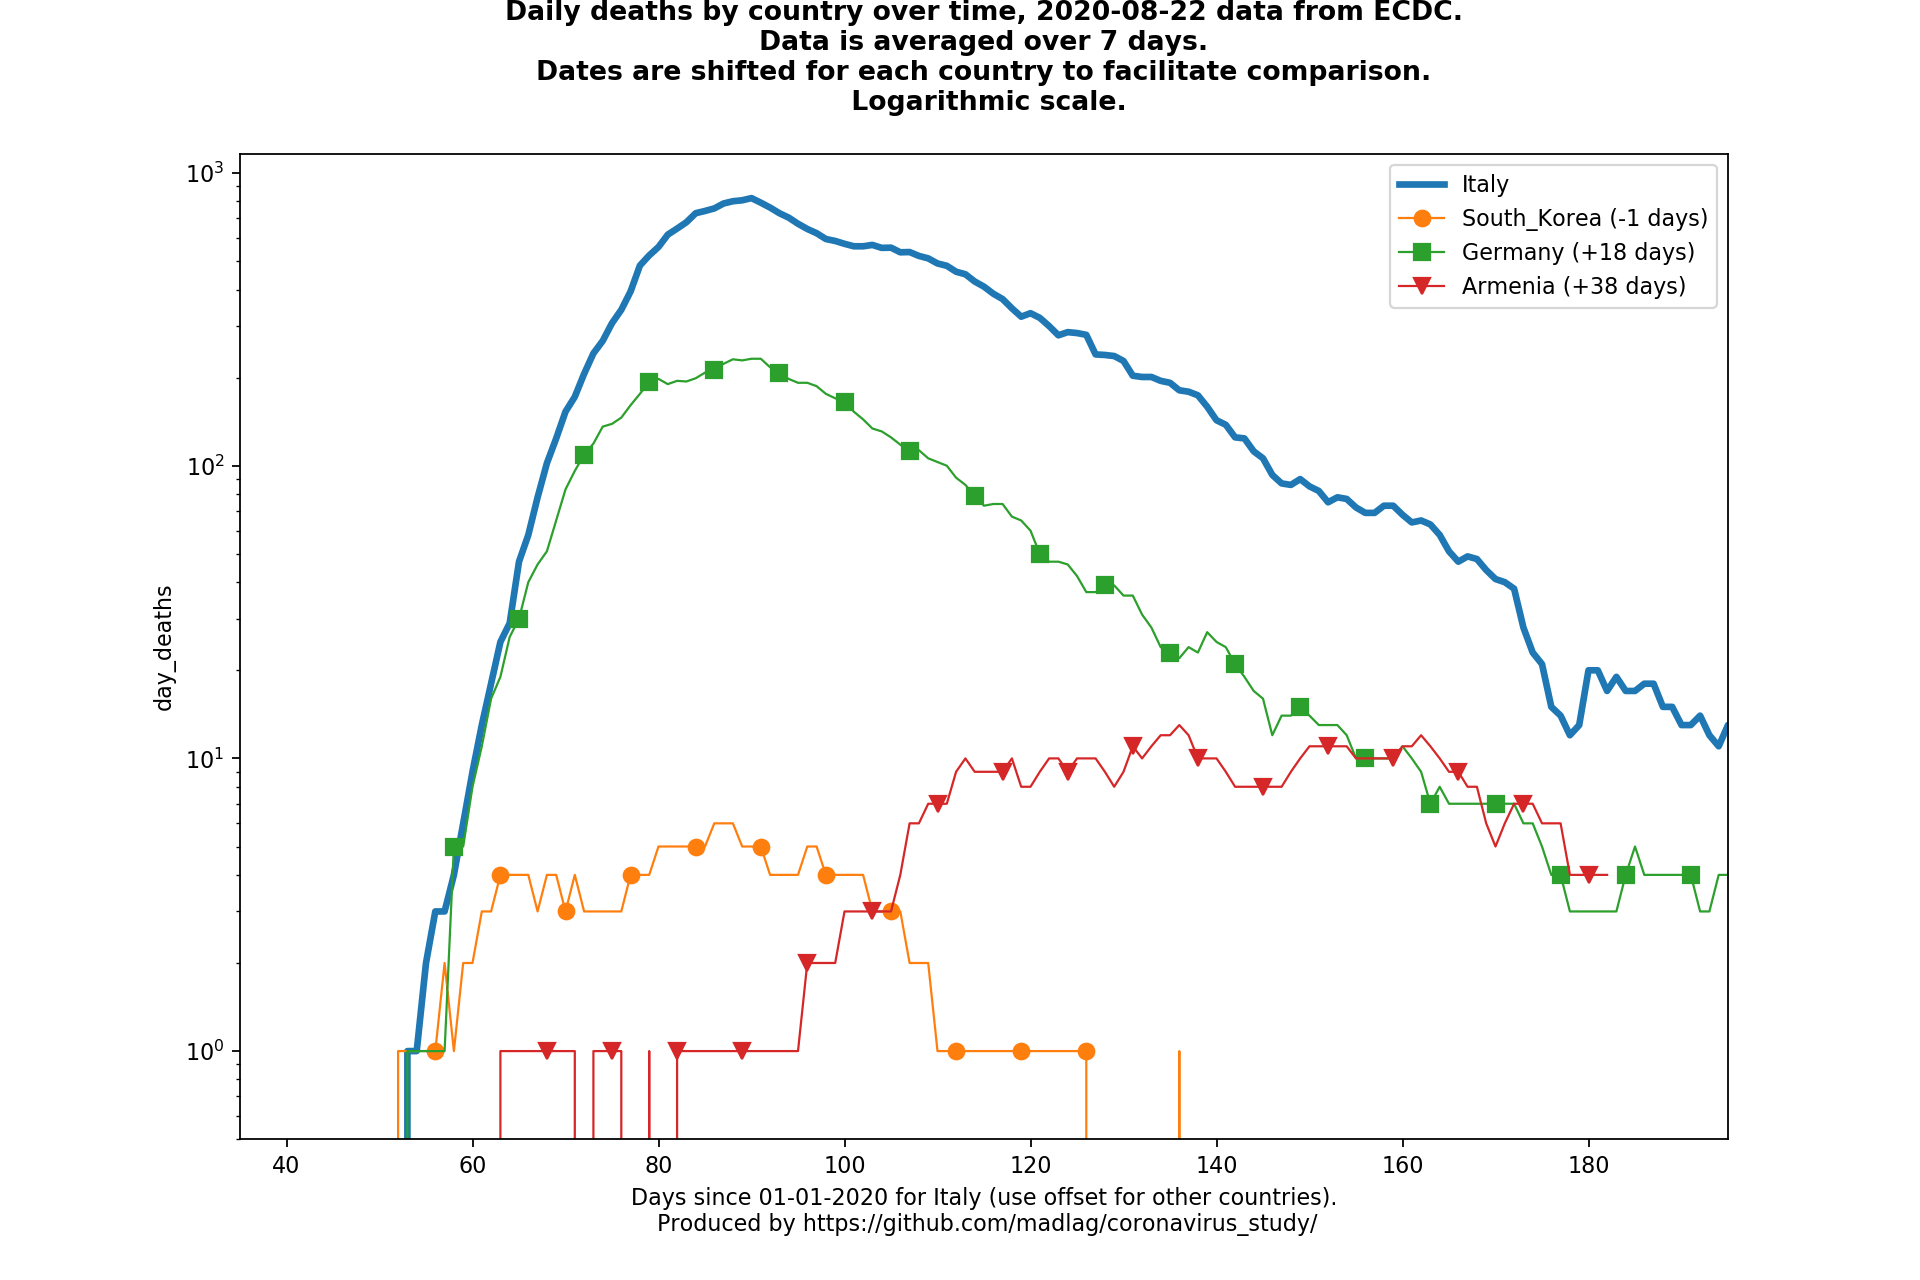 Daily deaths by country over time, 2020-08-22 data from ECDC.
Data is averaged over 7 days.
Dates are shifted for each country to facilitate comparison.
Logarithmic scale.
10³
10²
10¹
10⁰
day_deaths
Italy
South_Korea (-1 days)
Germany (+18 days)
Armenia (+38 days)
40 60 80 100 120 140 160 180
Days since 01-01-2020 for Italy (use offset for other countries).
Produced by https://github.com/madlag/coronavirus_study/